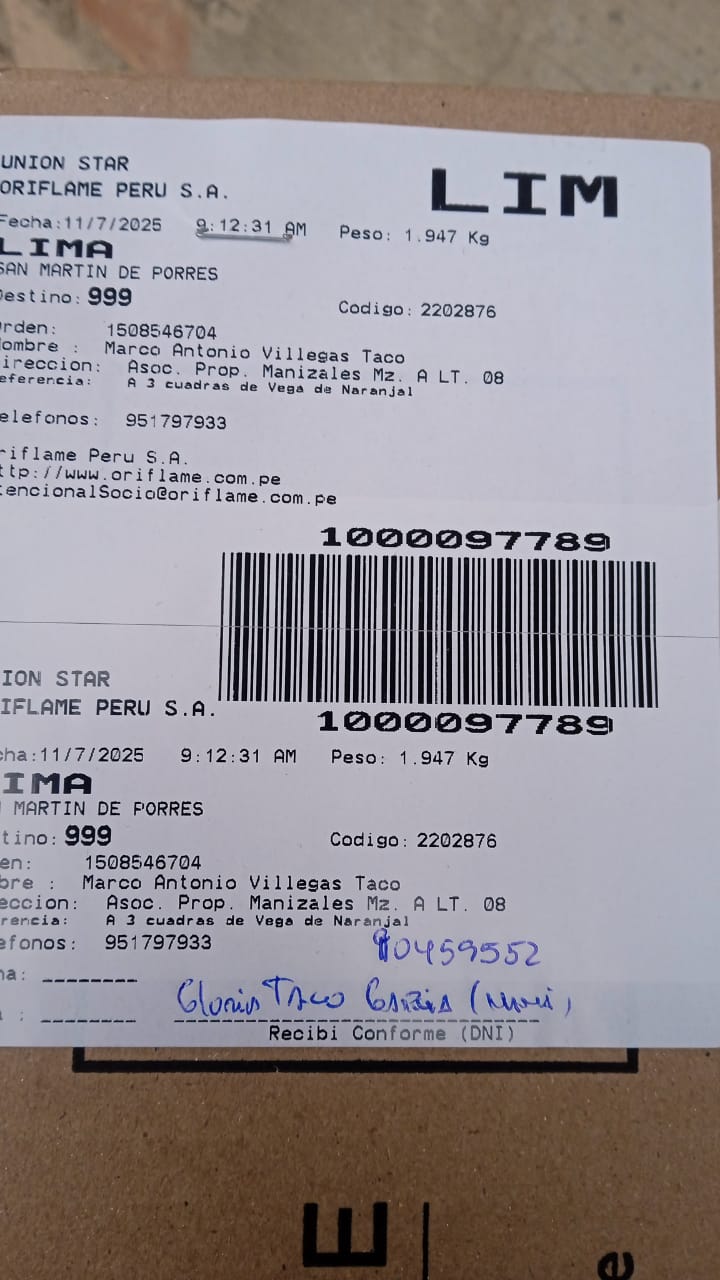 UNION STAR
ORIFLAME PERU S.A.
LIM
Fecha:11/7/2025 9:12:31 AM Peso: 1.947 Kg
LIMA
SAN MARTIN DE PORRES
Destino: 999 Codigo: 2202876
rden: 1508546704
ombre : Marco Antonio Villegas Taco
ireccion: Asoc. Prop. Manizales Mz. A LT. 08
eferencia: A 3 cuadras de Vega de Naranjal
elefonos: 951797933
riflame Peru S.A.
ttp://www.oriflame.com.pe
tencionalSocio@oriflame.com.pe
1000097789
1000097789
ION STAR
IFLAME PERU S.A.
cha:11/7/2025 9:12:31 AM Peso: 1.947 Kg
IMA
MARTIN DE PORRES
tino: 999 Codigo: 2202876
en: 1508546704
bre : Marco Antonio Villegas Taco
eccion: Asoc. Prop. Manizales Mz. A LT. 08
rencia: A 3 cuadras de Vega de Naranjal
efonos: 951797933
10459552
ha:
Gloria Taco
Recibi Conforme (DNI)
E
e